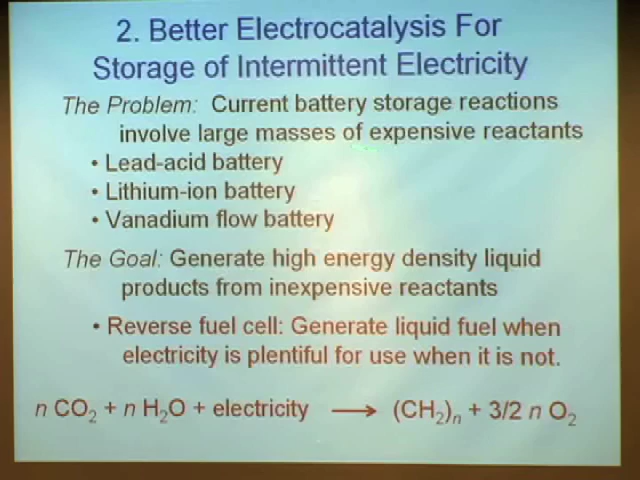 2. Better Electrocatalysis For
Storage of Intermittent Electricity
The Problem: Current battery storage reactions
involve large masses of expensive reactants
• Lead-acid battery
• Lithium-ion battery
• Vanadium flow battery
The Goal: Generate high energy density liquid
products from inexpensive reactants
• Reverse fuel cell: Generate liquid fuel when
electricity is plentiful for use when it is not.
n CO₂ + n H₂O + electricity ⟶ (CH₂)ₙ + 3/2 n O₂